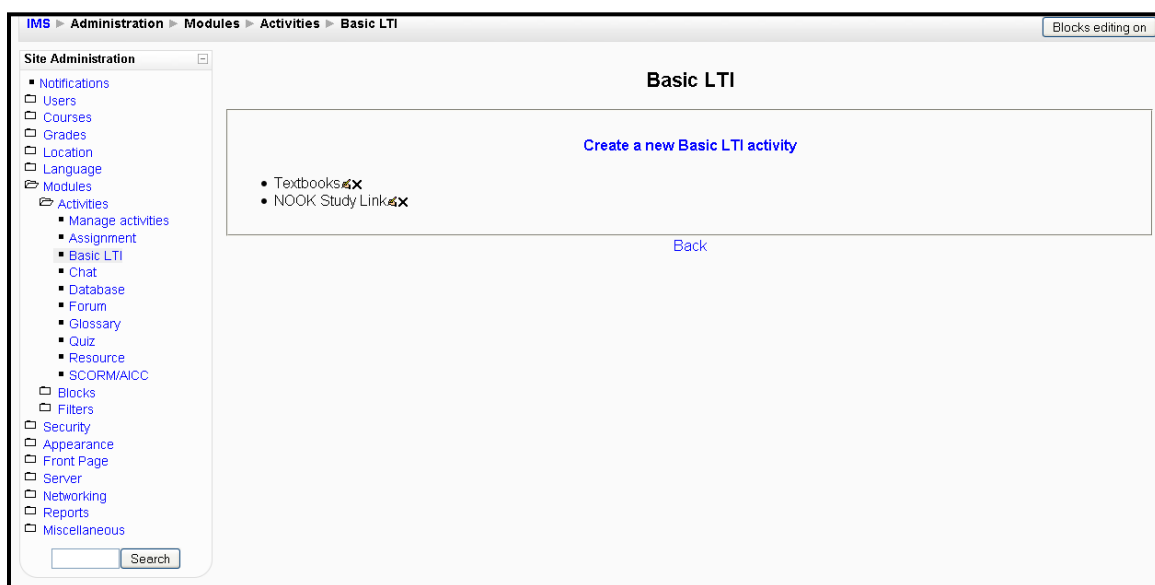 IMS ► Administration ► Modules ► Activities ► Basic LTI
Blocks editing on
Site Administration
Notifications
Users
Courses
Grades
Location
Language
Modules
Activities
Manage activities
Assignment
Basic LTI
Chat
Database
Forum
Glossary
Quiz
Resource
SCORM/AICC
Blocks
Filters
Security
Appearance
Front Page
Server
Networking
Reports
Miscellaneous
Search
Basic LTI
Create a new Basic LTI activity
• Textbooks
• NOOK Study Link
Back